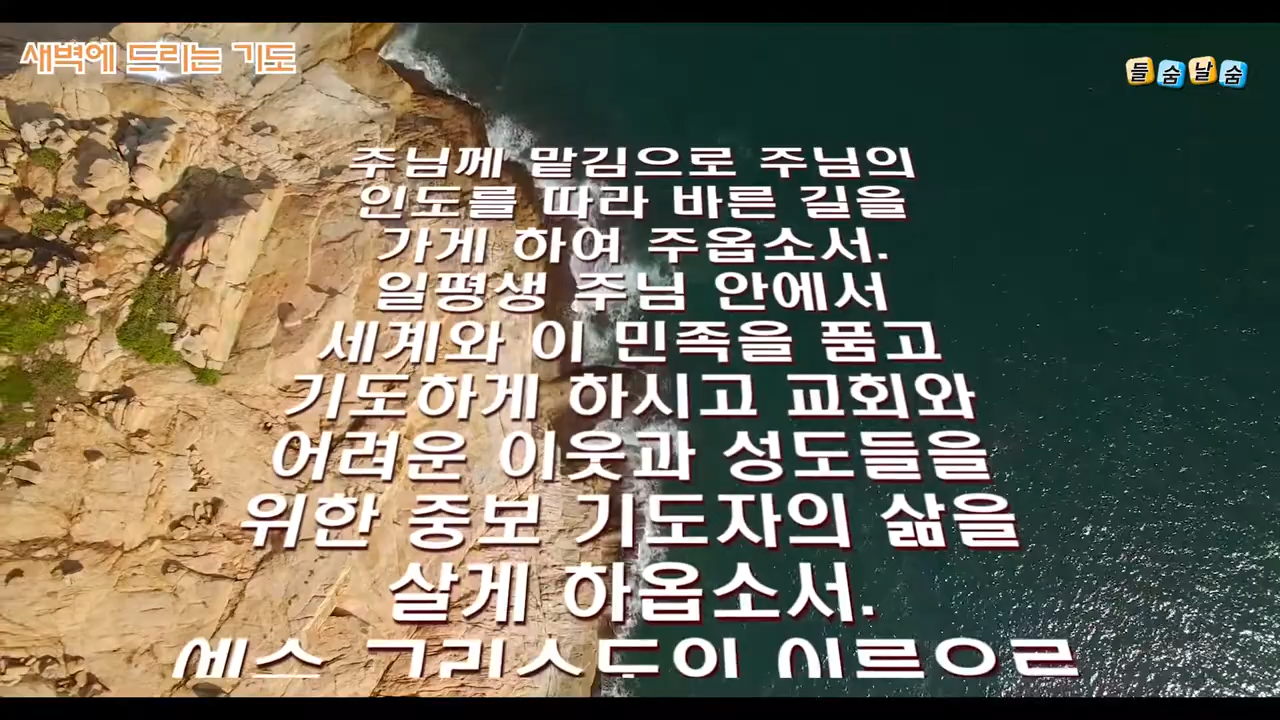 새벽에 드리는 기도
들숨날숨
주님께 맡김으로 주님의
인도를 따라 바른 길을
가게 하여 주옵소서.
일평생 주님 안에서
세계와 이 민족을 품고
기도하게 하시고 교회와
어려운 이웃과 성도들을
위한 중보 기도자의 삶을
살게 하옵소서.